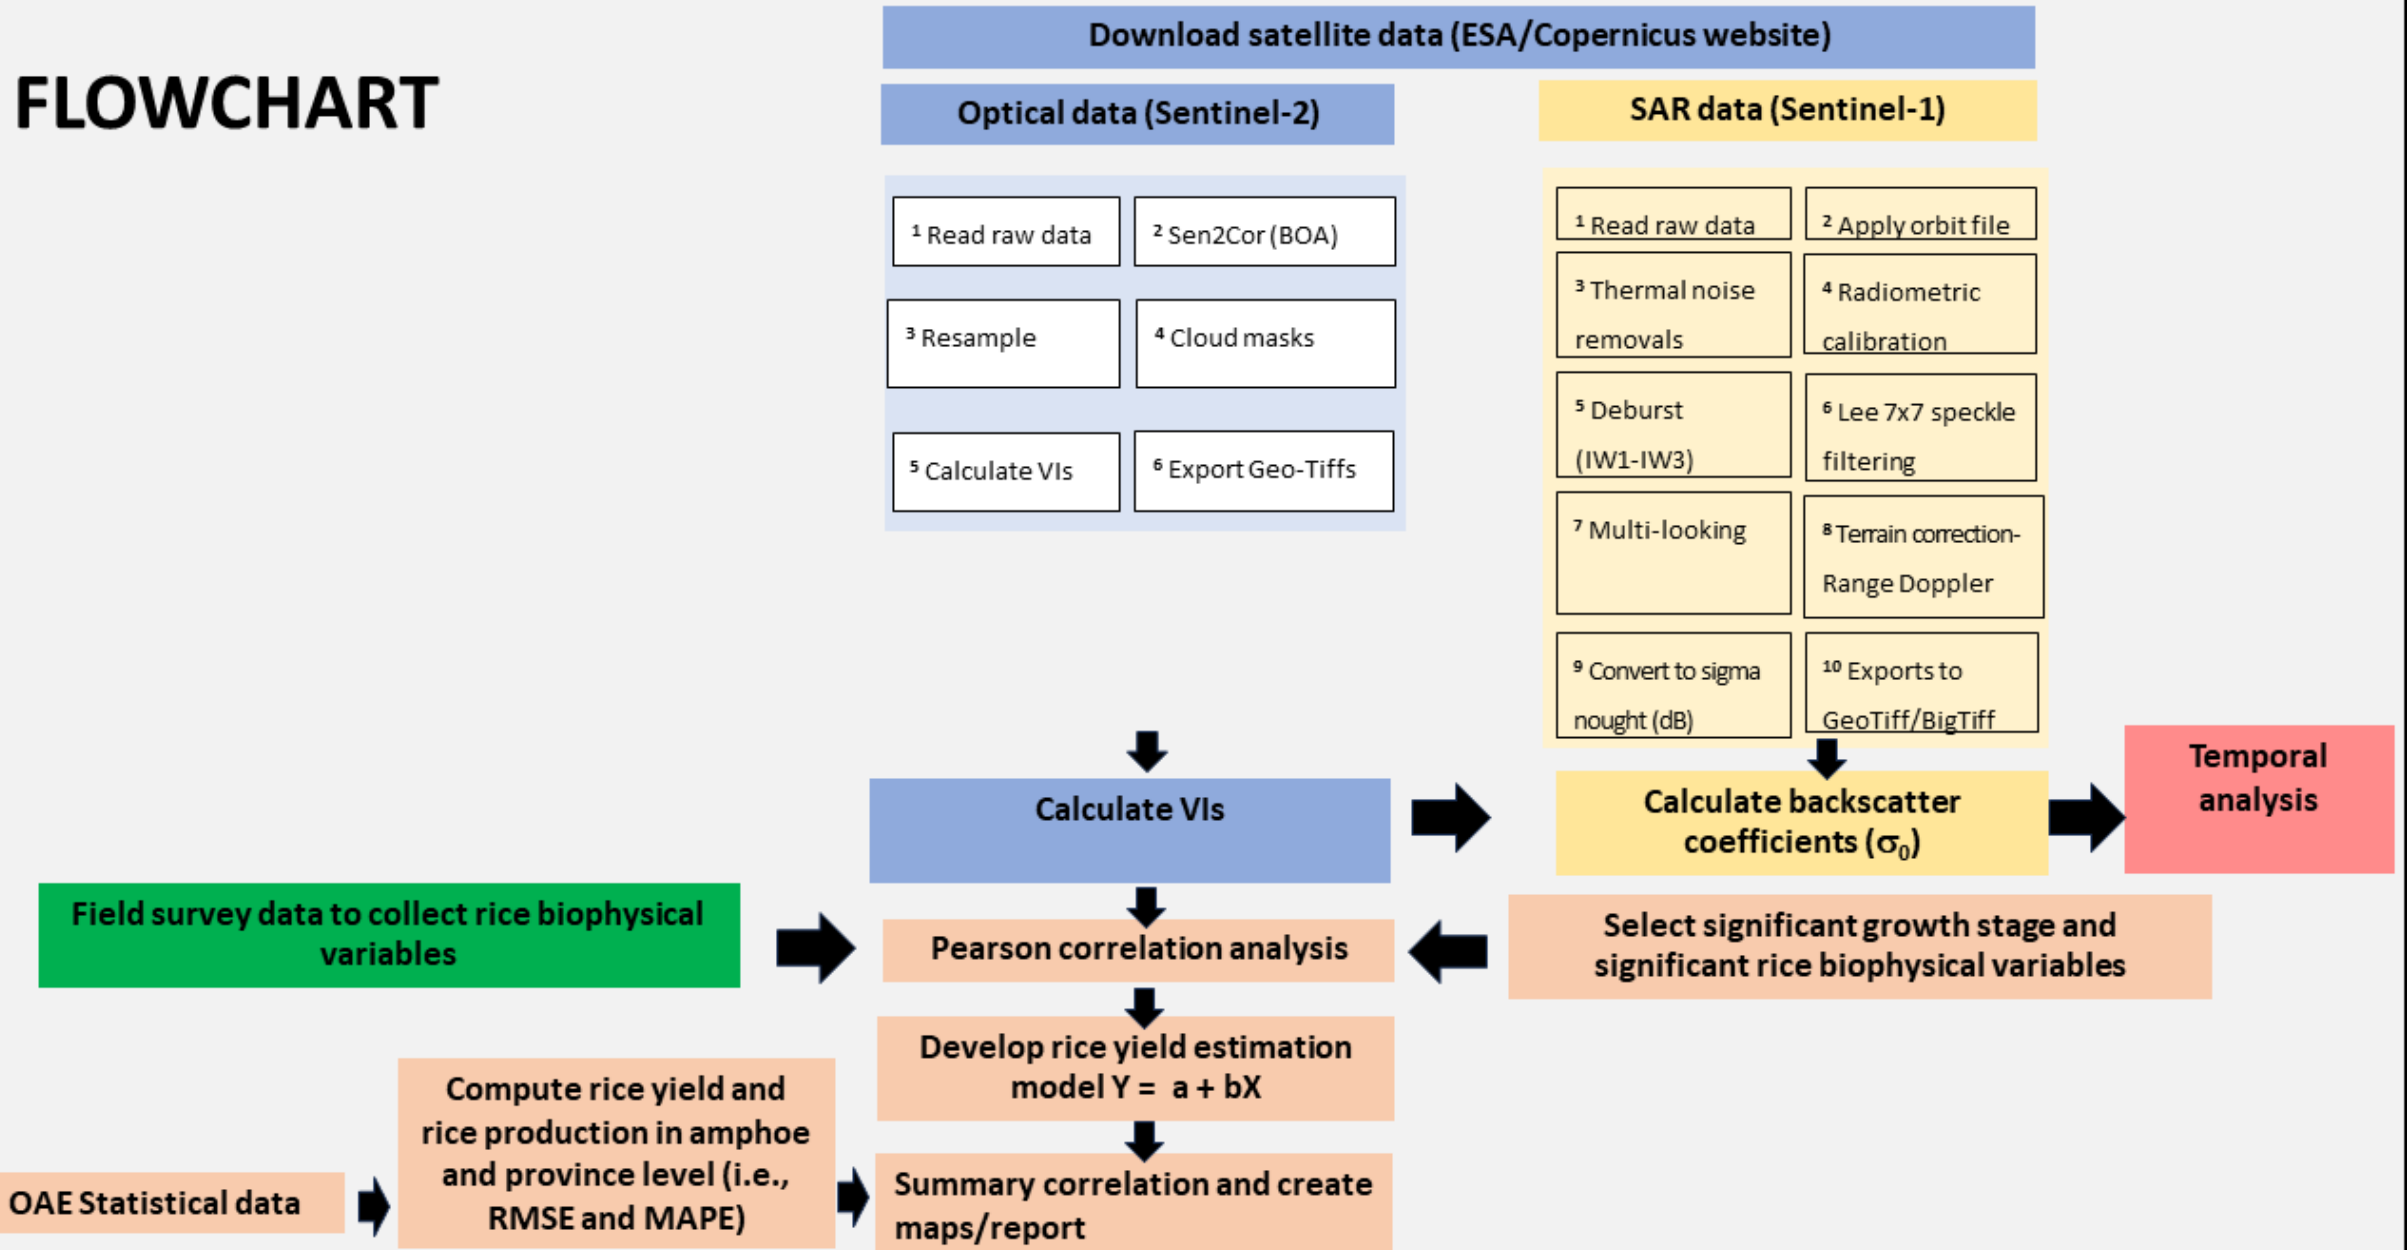 FLOWCHART
Download satellite data (ESA/Copernicus website)
Optical data (Sentinel-2)
¹ Read raw data
² Sen2Cor (BOA)
³ Resample
⁴ Cloud masks
⁵ Calculate VIs
⁶ Export Geo-Tiffs
SAR data (Sentinel-1)
¹ Read raw data
² Apply orbit file
³ Thermal noise
removals
⁴ Radiometric
calibration
⁵ Deburst
(IW1-IW3)
⁶ Lee 7x7 speckle
filtering
⁷ Multi-looking
⁸ Terrain correction-
Range Doppler
⁹ Convert to sigma
nought (dB)
¹⁰ Exports to
GeoTiff/BigTiff
Calculate VIs
Calculate backscatter
coefficients (σ₀)
Temporal
analysis
Field survey data to collect rice biophysical
variables
Pearson correlation analysis
Select significant growth stage and
significant rice biophysical variables
Develop rice yield estimation
model Y = a + bX
OAE Statistical data
Compute rice yield and
rice production in amphoe
and province level (i.e.,
RMSE and MAPE)
Summary correlation and create
maps/report